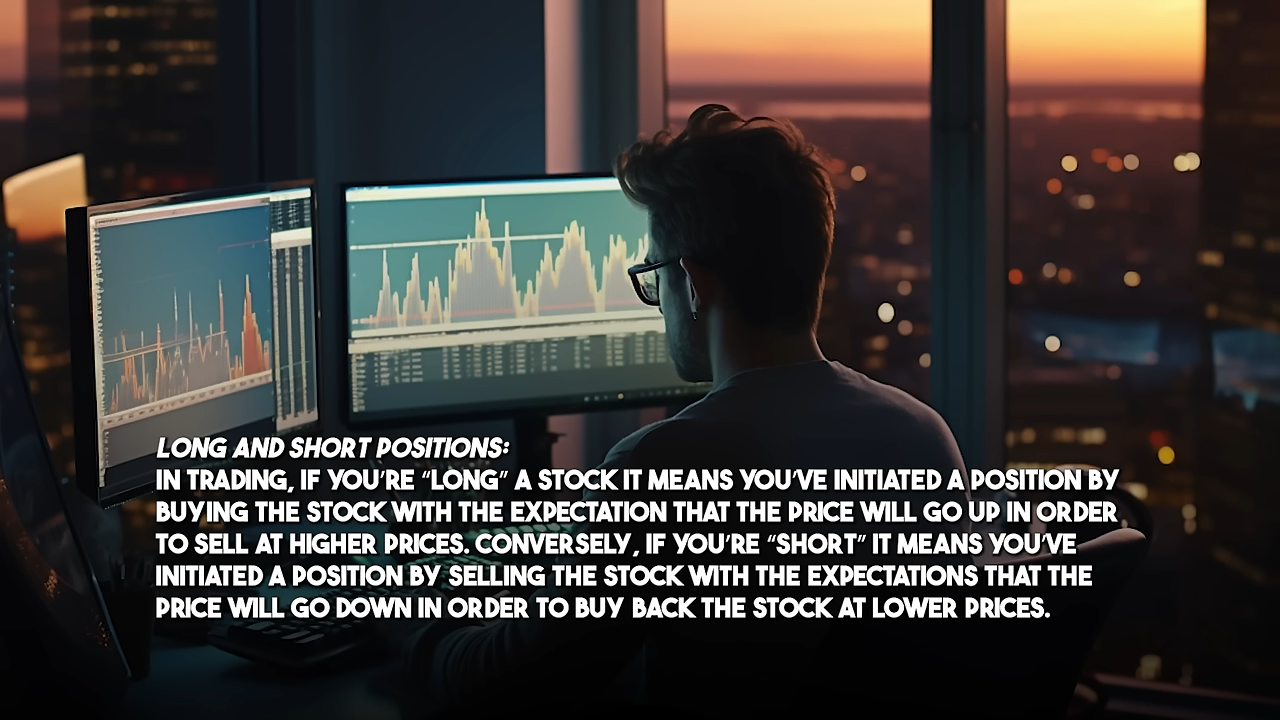 LONG AND SHORT POSITIONS:
IN TRADING, IF YOU'RE "LONG" A STOCK IT MEANS YOU'VE INITIATED A POSITION BY
BUYING THE STOCK WITH THE EXPECTATION THAT THE PRICE WILL GO UP IN ORDER
TO SELL AT HIGHER PRICES. CONVERSELY, IF YOU'RE "SHORT" IT MEANS YOU'VE
INITIATED A POSITION BY SELLING THE STOCK WITH THE EXPECTATIONS THAT THE
PRICE WILL GO DOWN IN ORDER TO BUY BACK THE STOCK AT LOWER PRICES.